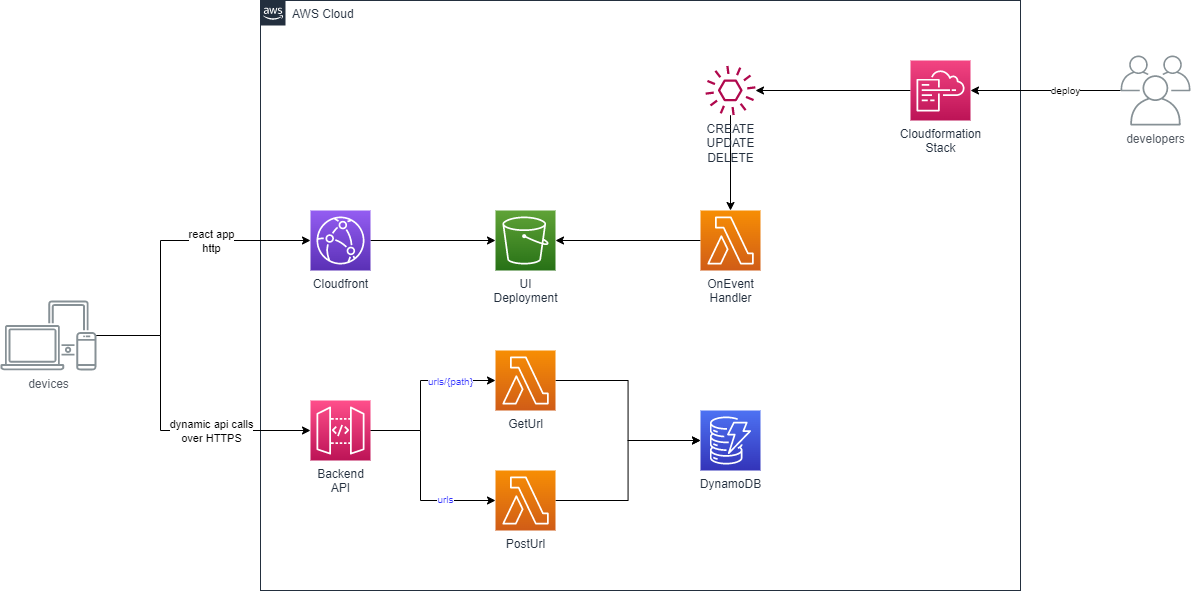 aws
AWS Cloud
CREATE
UPDATE
DELETE
Cloudformation
Stack
deploy
developers
react app
http
Cloudfront
UI
Deployment
OnEvent
Handler
devices
dynamic api calls
over HTTPS
</>
Backend
API
urls/{path}
GetUrl
urls
PostUrl
DynamoDB